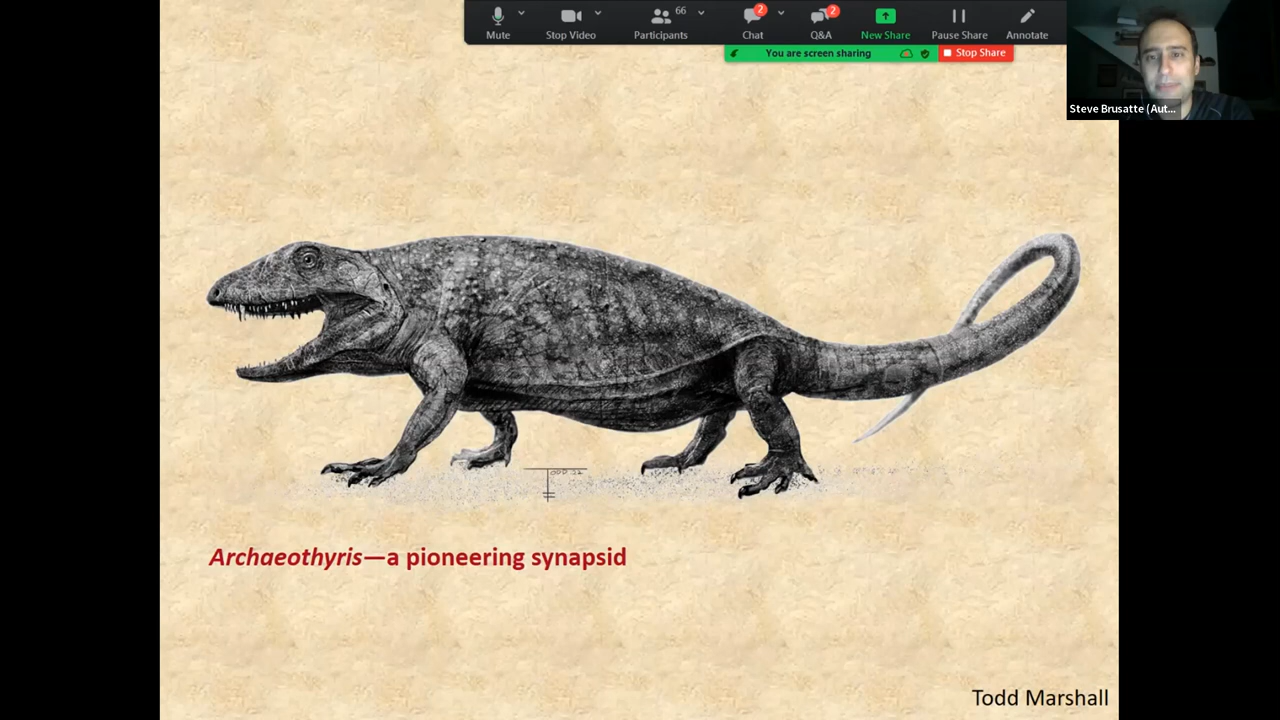 66
2
2
Mute
Stop Video
Participants
Chat
Q&A
New Share
Pause Share
Annotate
You are screen sharing
Stop Share
Steve Brusatte (Aut...
Archaeothyris—a pioneering synapsid
Todd Marshall